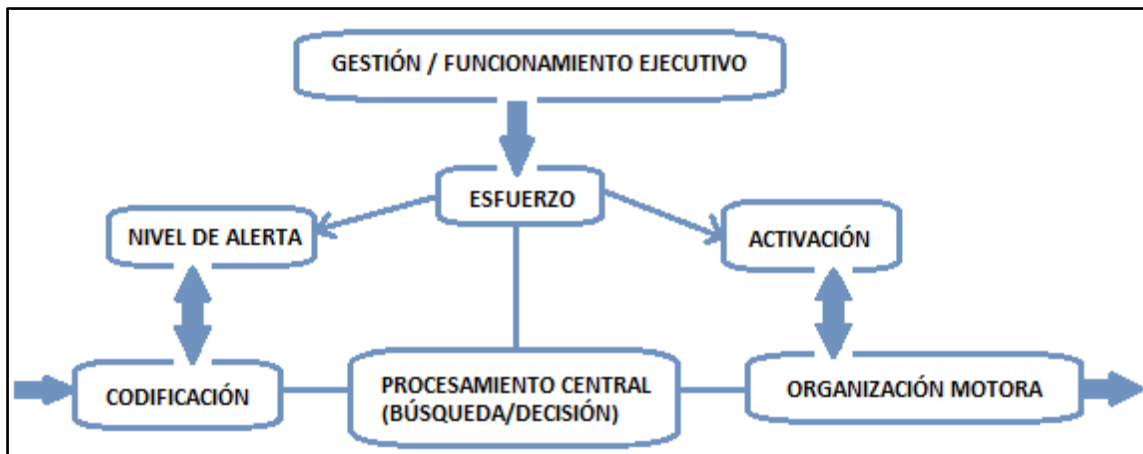 GESTIÓN / FUNCIONAMIENTO EJECUTIVO
ESFUERZO
NIVEL DE ALERTA
ACTIVACIÓN
CODIFICACIÓN
PROCESAMIENTO CENTRAL
(BÚSQUEDA/DECISIÓN)
ORGANIZACIÓN MOTORA